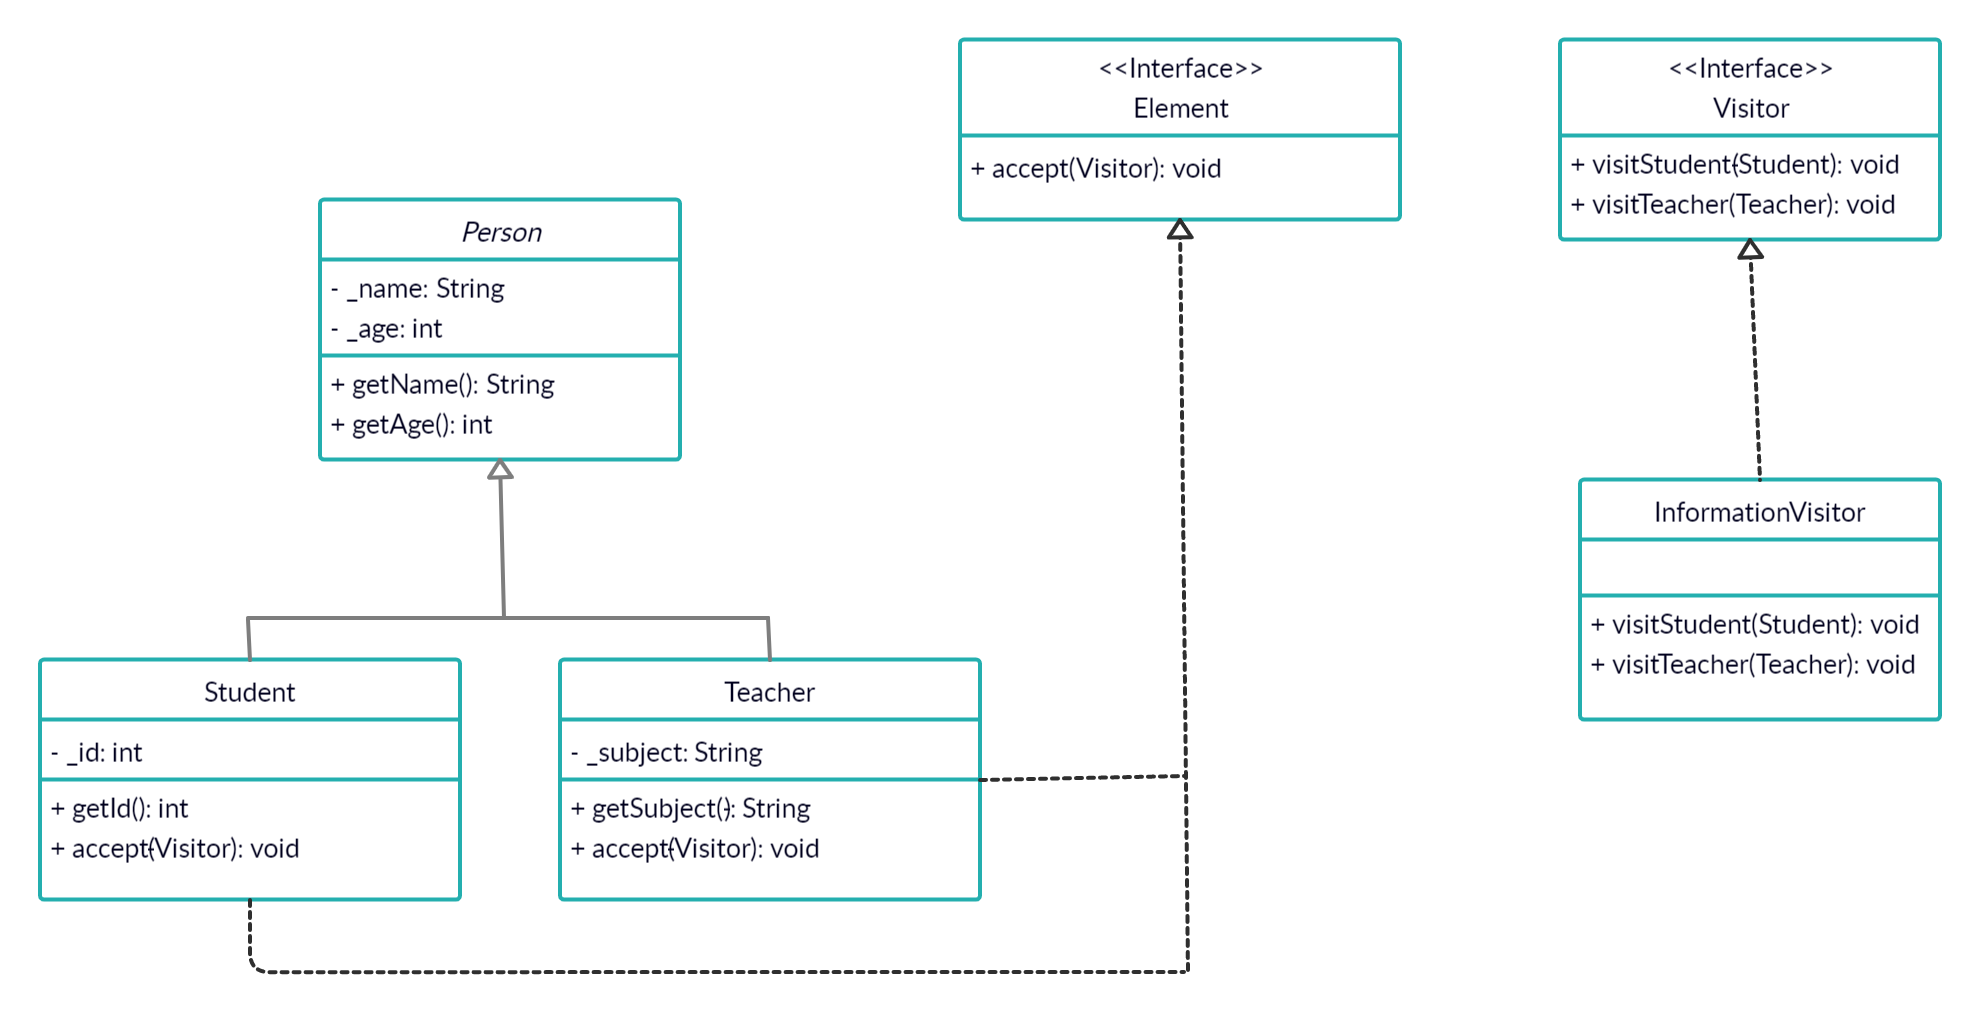 <<Interface>>
Element
+ accept(Visitor): void
<<Interface>>
Visitor
+ visitStudent(Student): void
+ visitTeacher(Teacher): void
Person
- _name: String
- _age: int
+ getName(): String
+ getAge(): int
InformationVisitor
+ visitStudent(Student): void
+ visitTeacher(Teacher): void
Student
- _id: int
+ getId(): int
+ accept(Visitor): void
Teacher
- _subject: String
+ getSubject(): String
+ accept(Visitor): void